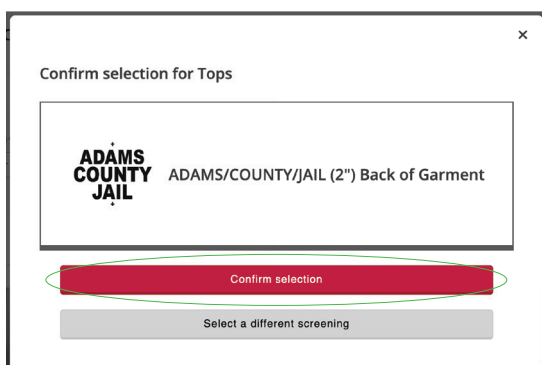 ×
Confirm selection for Tops
ADAMS
COUNTY
JAIL
ADAMS/COUNTY/JAIL (2") Back of Garment
Confirm selection
Select a different screening